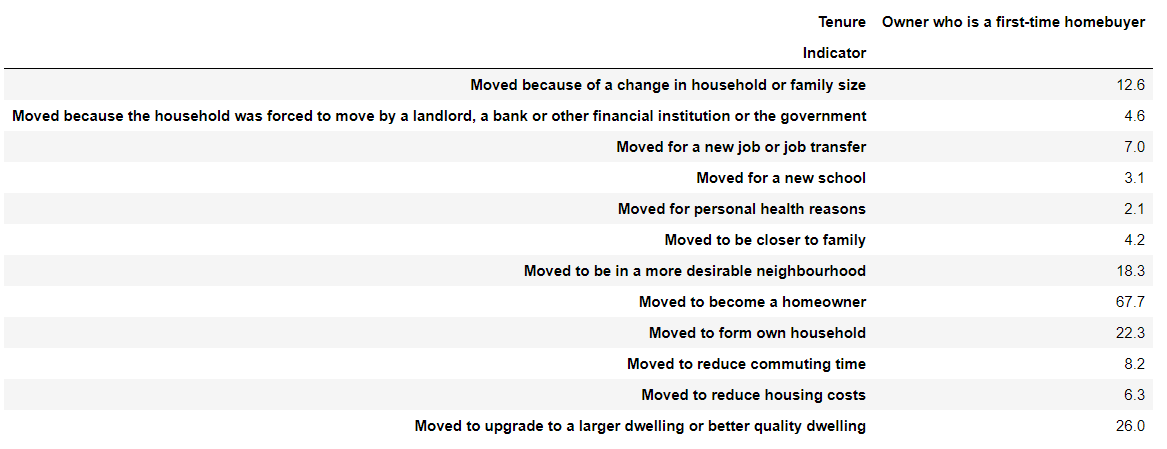 Tenure Owner who is a first-time homebuyer
Indicator
Moved because of a change in household or family size 12.6
Moved because the household was forced to move by a landlord, a bank or other financial institution or the government 4.6
Moved for a new job or job transfer 7.0
Moved for a new school 3.1
Moved for personal health reasons 2.1
Moved to be closer to family 4.2
Moved to be in a more desirable neighbourhood 18.3
Moved to become a homeowner 67.7
Moved to form own household 22.3
Moved to reduce commuting time 8.2
Moved to reduce housing costs 6.3
Moved to upgrade to a larger dwelling or better quality dwelling 26.0